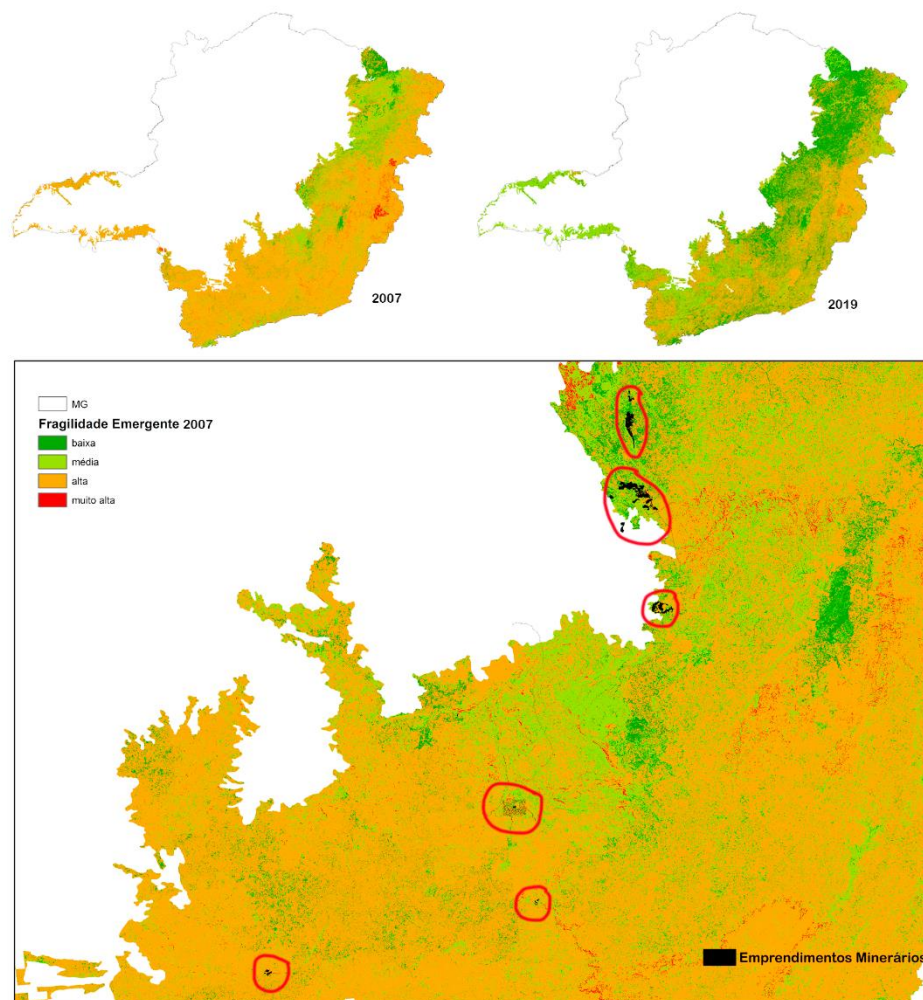 2007
2019
MG
Fragilidade Emergente 2007
baixa
média
alta
muito alta
Emprendimentos Minerários